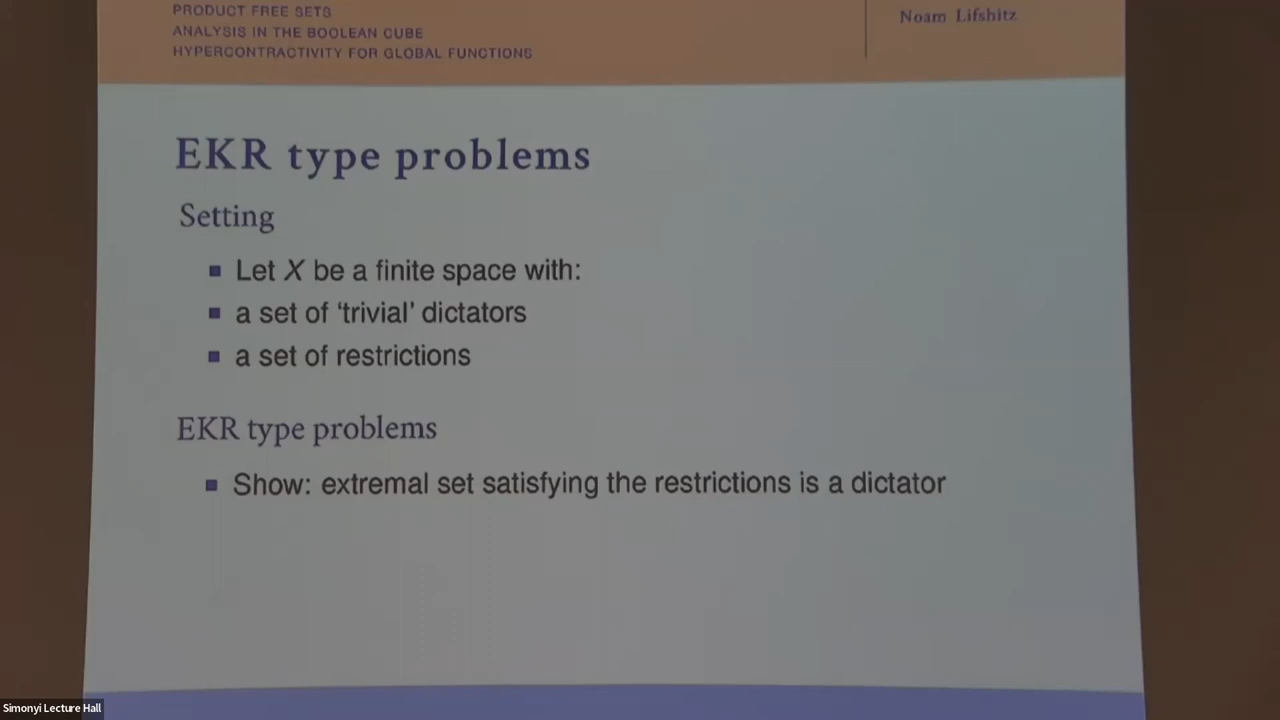 PRODUCT FREE SETS
ANALYSIS IN THE BOOLEAN CUBE
HYPERCONTRACTIVITY FOR GLOBAL FUNCTIONS
Noam Lifshitz
EKR type problems
Setting
Let X be a finite space with:
a set of ‘trivial’ dictators
a set of restrictions
EKR type problems
Show: extremal set satisfying the restrictions is a dictator
Simonyi Lecture Hall